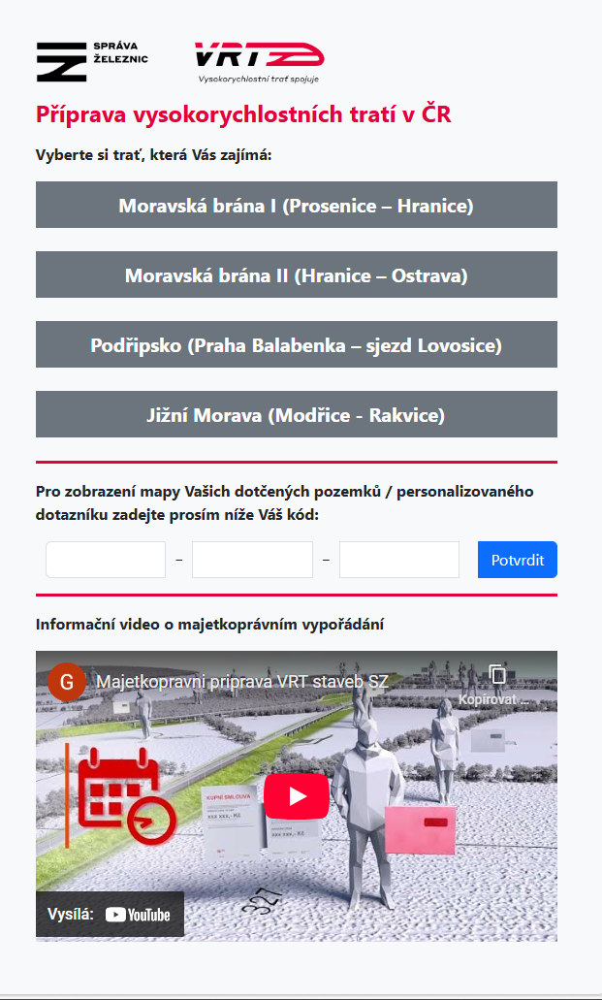 SPRÁVA
ŽELEZNIC
VRT
Vysokorychlostní trať spojuje
Příprava vysokorychlostních tratí v ČR
Vyberte si trať, která Vás zajímá:
Moravská brána I (Prosenice – Hranice)
Moravská brána II (Hranice – Ostrava)
Podřipsko (Praha Balabenka – sjezd Lovosice)
Jižní Morava (Modřice - Rakvice)
Pro zobrazení mapy Vašich dotčených pozemků / personalizovaného
dotazníku zadejte prosím níže Váš kód:
– –
Potvrdit
Informační video o majetkoprávním vypořádání
G
Majetkopravni priprava VRT staveb SZ
Kopírovat ...
KUPNÍ SMLOUVA
xxx xxx,- Kč
xxx xxx,- Kč
327
Vysílá: YouTube